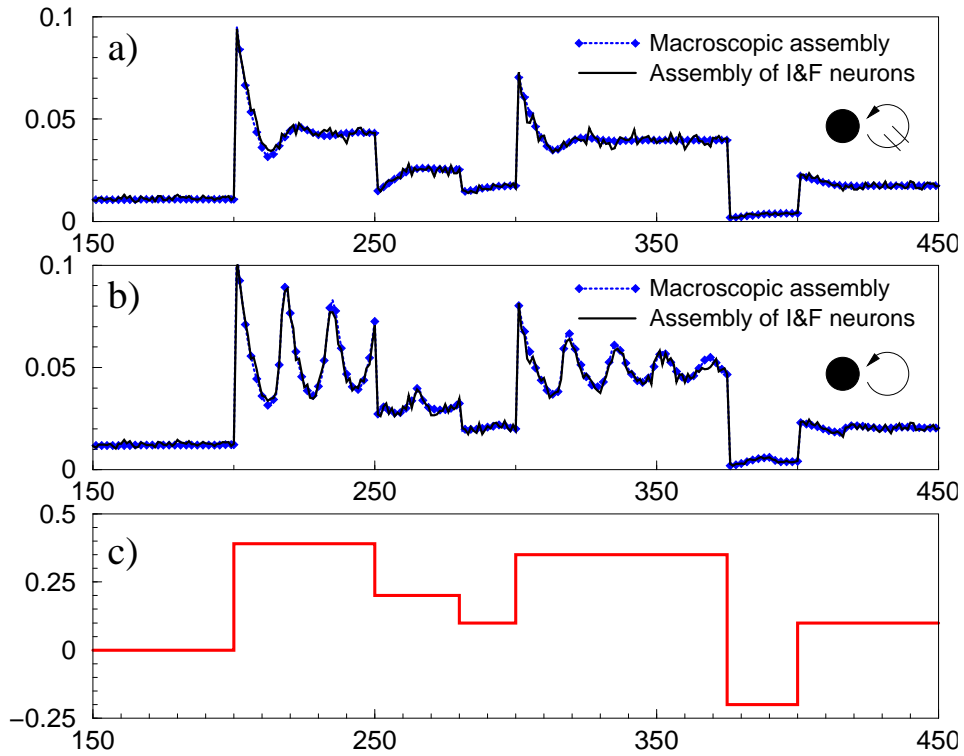 0.1
a)
Macroscopic assembly
Assembly of I&F neurons
0.05
0
150 250 350 450
0.1
b)
Macroscopic assembly
Assembly of I&F neurons
0.05
0
150 250 350 450
0.5
c)
0.25
0
−0.25
150 250 350 450